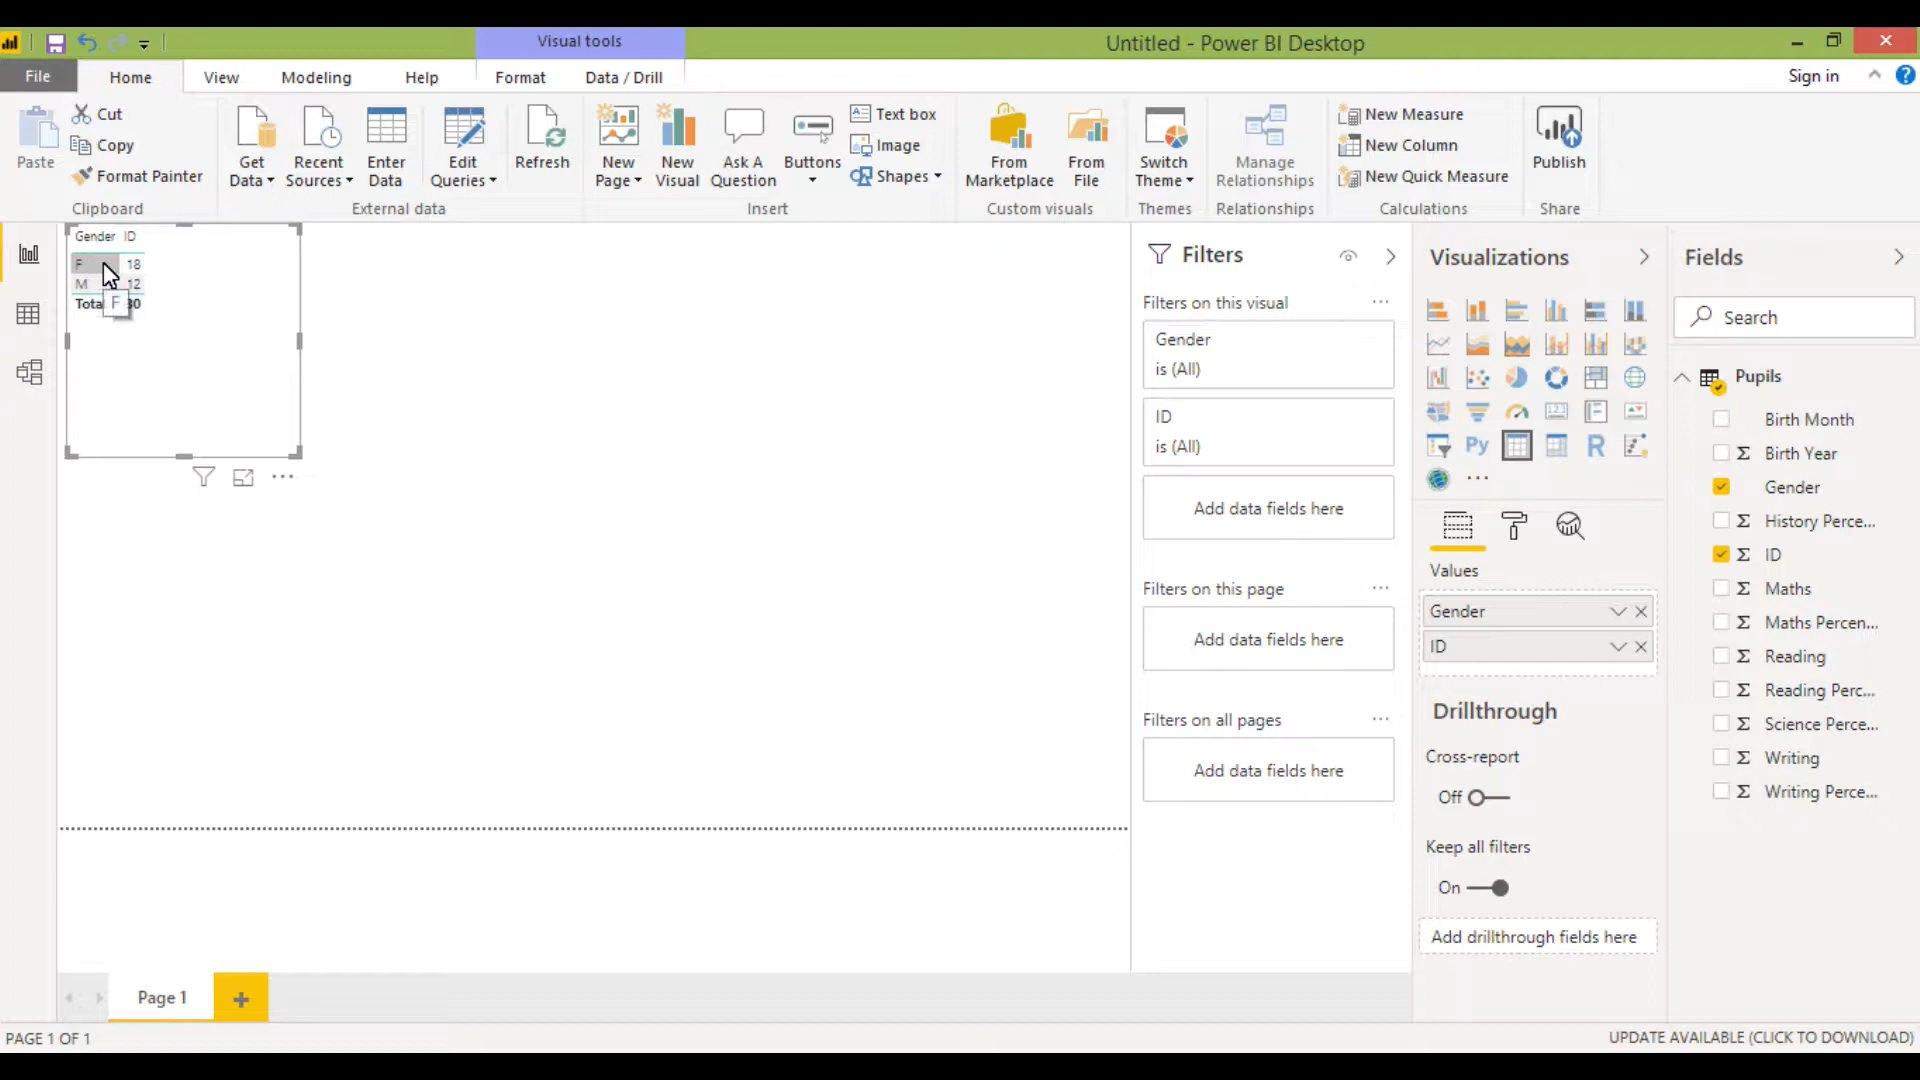 Visual tools
Untitled - Power BI Desktop
File
Home
View
Modeling
Help
Format
Data / Drill
Sign in
Paste
Cut
Copy
Format Painter
Clipboard
Get Data
Recent Sources
Enter Data
Edit Queries
Refresh
External data
New Page
New Visual
Ask A Question
Buttons
Text box
Image
Shapes
Insert
From Marketplace
From File
Custom visuals
Switch Theme
Themes
Manage Relationships
Relationships
New Measure
New Column
New Quick Measure
Calculations
Publish
Share
Gender ID
F 18
M 12
Tota 30
F
Filters
Filters on this visual
Gender
is (All)
ID
is (All)
Add data fields here
Filters on this page
Add data fields here
Filters on all pages
Add data fields here
Visualizations
123
Py
R
Values
Gender
ID
Drillthrough
Cross-report
Off
Keep all filters
On
Add drillthrough fields here
Fields
Search
Pupils
Birth Month
Σ Birth Year
Gender
Σ History Perce...
Σ ID
Σ Maths
Σ Maths Percen...
Σ Reading
Σ Reading Perc...
Σ Science Perce...
Σ Writing
Σ Writing Perce...
Page 1
PAGE 1 OF 1
UPDATE AVAILABLE (CLICK TO DOWNLOAD)